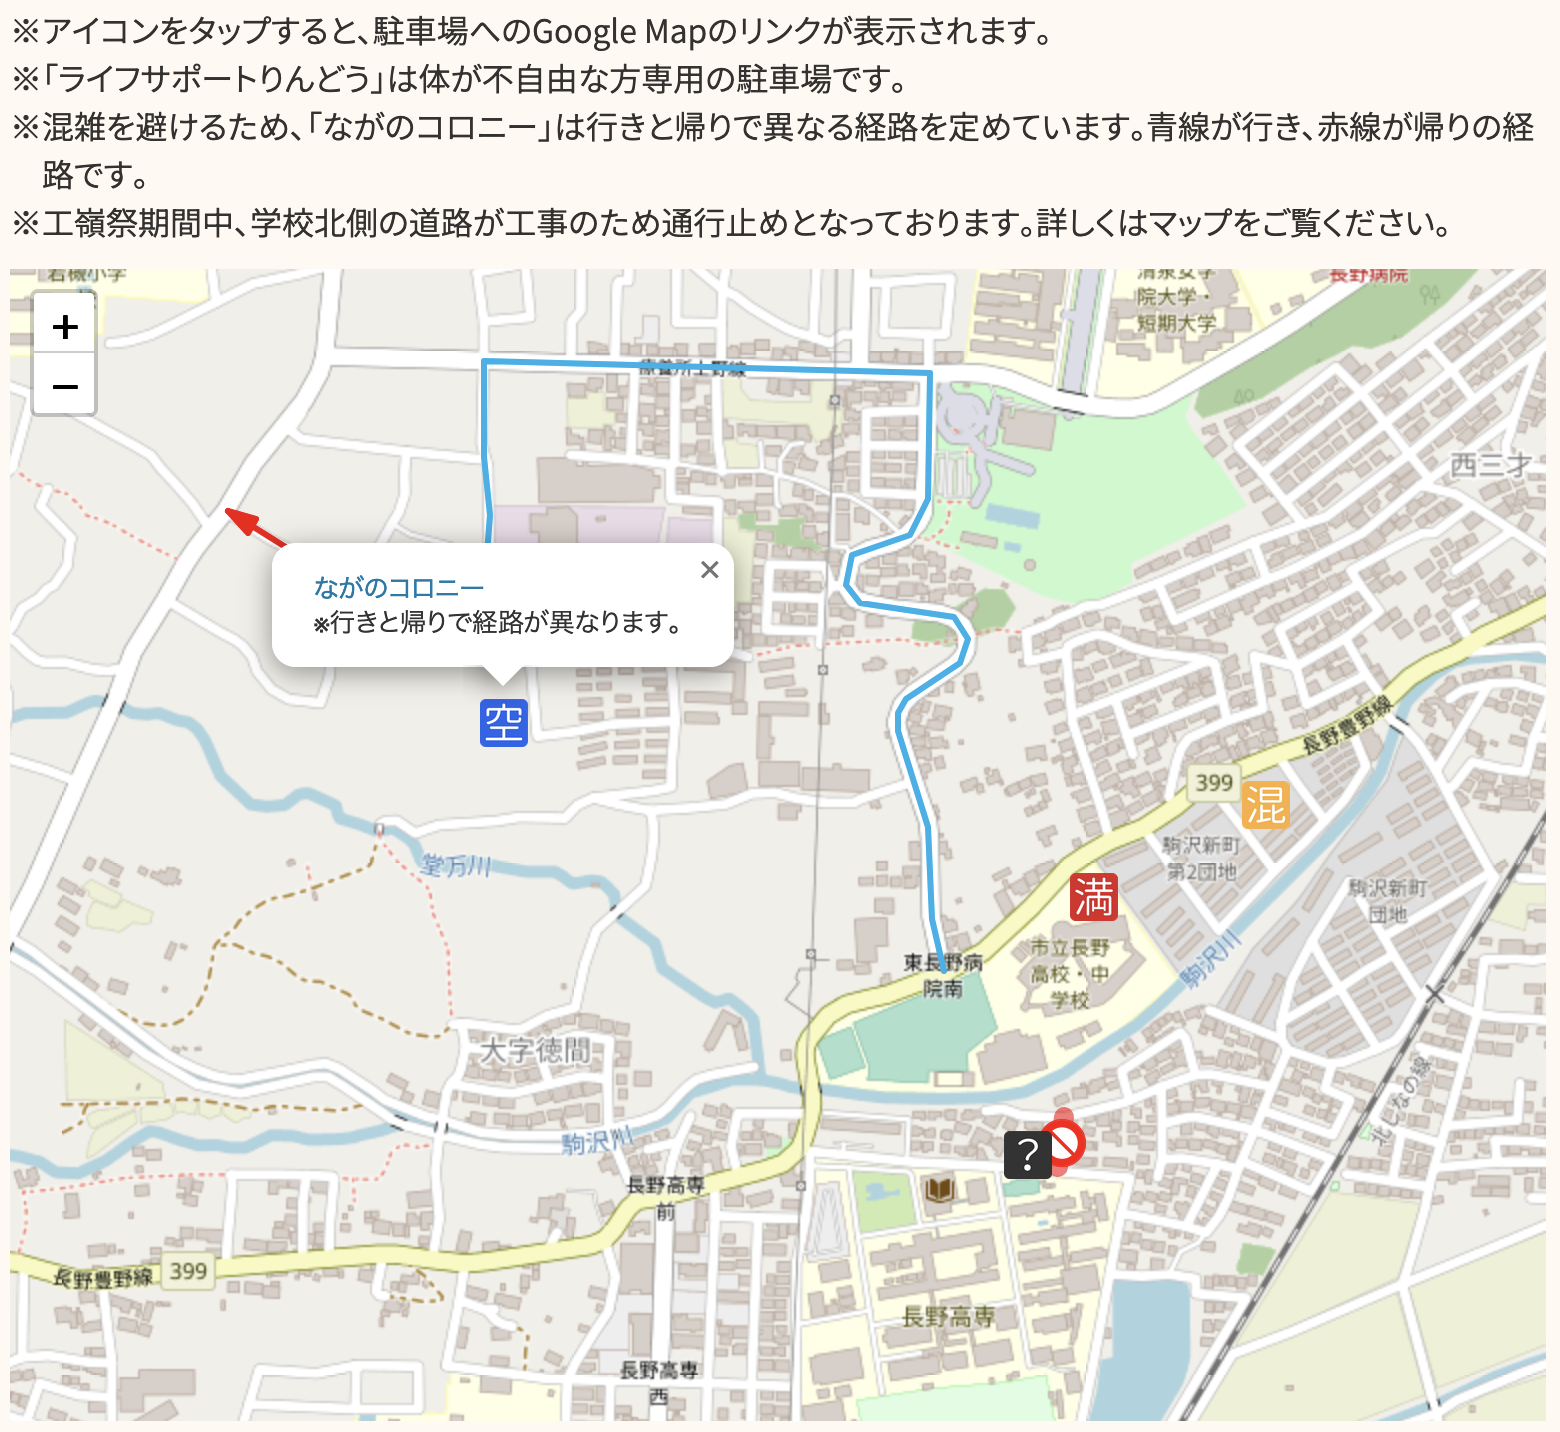 ※アイコンをタップすると、駐車場へのGoogle Mapのリンクが表示されます。
※「ライフサポートりんどう」は体が不自由な方専用の駐車場です。
※混雑を避けるため、「ながのコロニー」は行きと帰りで異なる経路を定めています。青線が行き、赤線が帰りの経
路です。
※工嶺祭期間中、学校北側の道路が工事のため通行止めとなっております。詳しくはマップをご覧ください。
若槻小学
清泉女学
院大学・
短期大学
長野病院
+
−
療養所上野線
西三才
ながのコロニー
×
※行きと帰りで経路が異なります。
空
長野豊野線
399
混
駒沢新町
第2団地
駒沢新町
団地
堂万川
満
市立長野
高校・中
学校
駒沢川
東長野病
院南
大字徳間
北しなの線
駒沢川
?
長野高専
前
長野豊野線
399
長野高専
長野高専
西